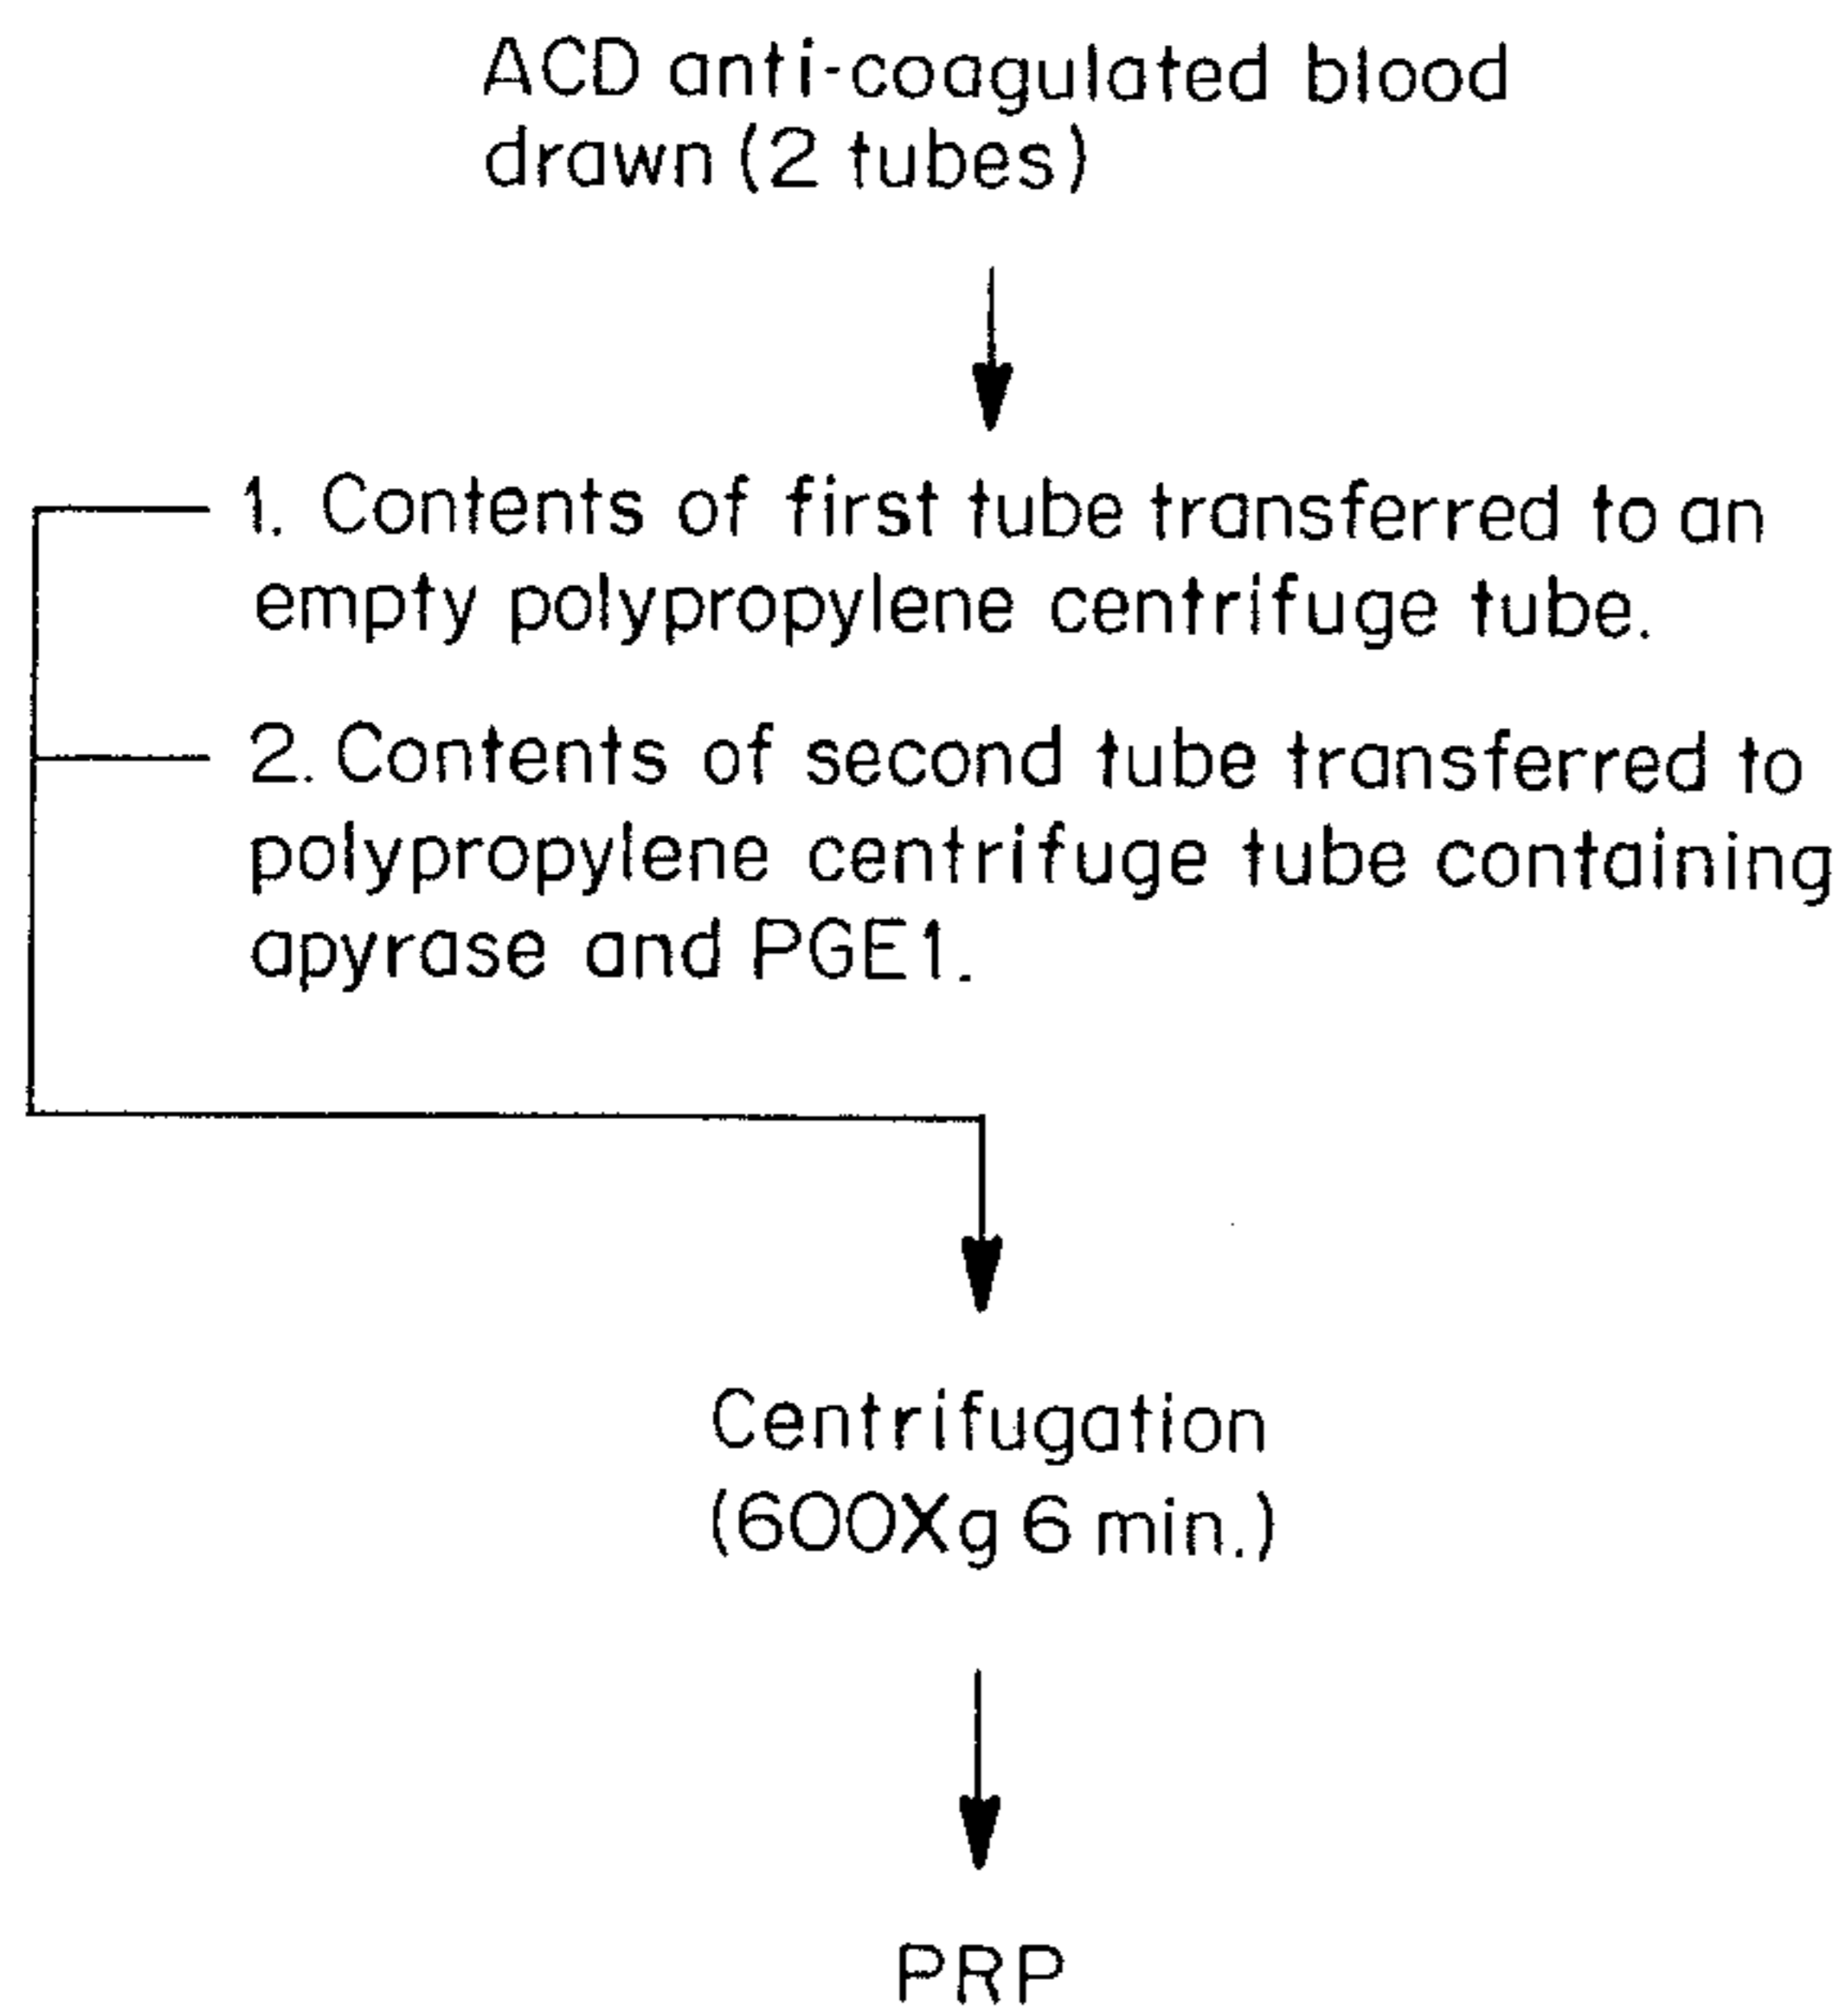 ACD anti-coagulated blood
drawn (2 tubes)
1. Contents of first tube transferred to an
empty polypropylene centrifuge tube.
2. Contents of second tube transferred to
polypropylene centrifuge tube containing
apyrase and PGE1.
Centrifugation
(600Xg 6 min.)
PRP